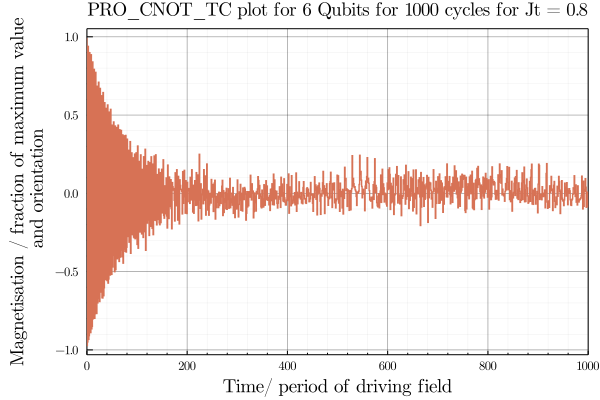 PRO_CNOT_TC plot for 6 Qubits for 1000 cycles for Jt = 0.8
Magnetisation / fraction of maximum value
and orientation
1.0
0.5
0.0
−0.5
−1.0
0
200
400
600
800
1000
Time/ period of driving field